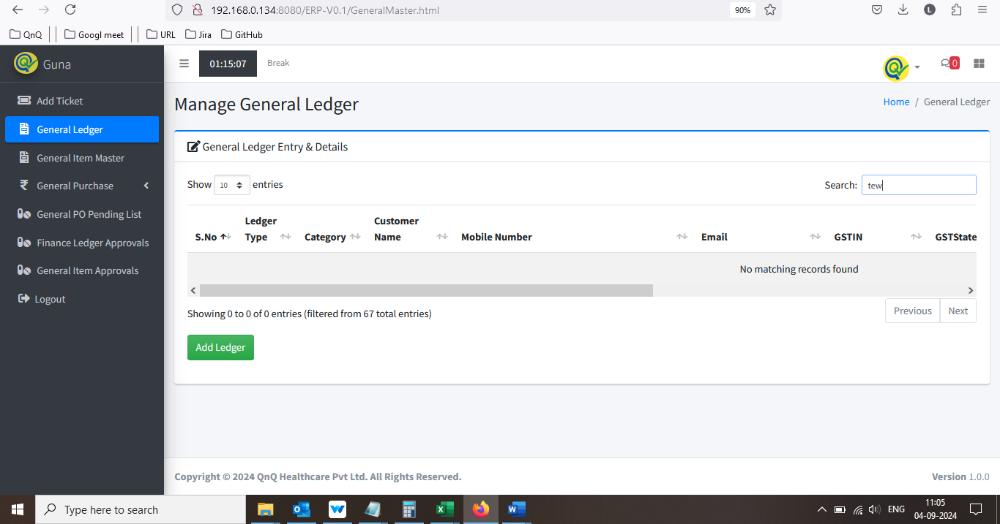 192.168.0.134:8080/ERP-V0.1/GeneralMaster.html
90%
L
QnQ
Googl meet
URL
Jira
GitHub
Guna
01:15:07
Break
0
Add Ticket
General Ledger
General Item Master
General Purchase
General PO Pending List
Finance Ledger Approvals
General Item Approvals
Logout
Manage General Ledger
Home / General Ledger
General Ledger Entry & Details
Show 10 entries
Search: tew
S.No
Ledger Type
Category
Customer Name
Mobile Number
Email
GSTIN
GSTState
No matching records found
Showing 0 to 0 of 0 entries (filtered from 67 total entries)
Previous
Next
Add Ledger
Copyright © 2024 QnQ Healthcare Pvt Ltd. All Rights Reserved.
Version 1.0.0
Type here to search
ENG
11:05
04-09-2024